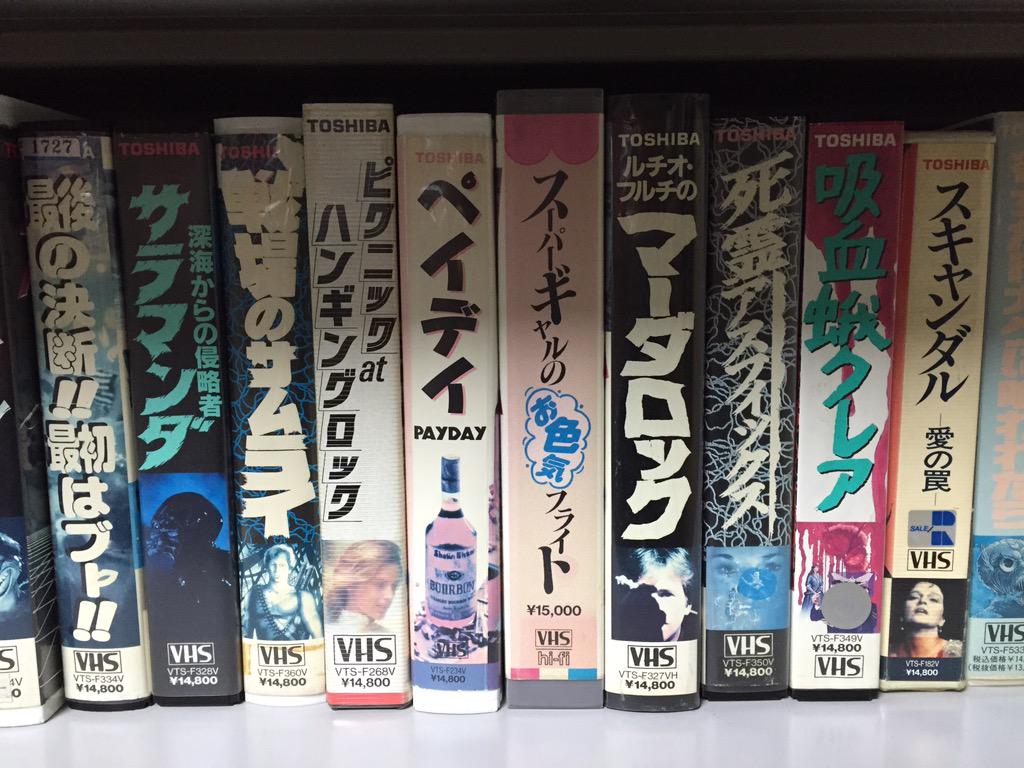 1727
最後の決断!!最初はブャ!!
VHS
VTS-F334V
¥14,800
TOSHIBA
深海からの侵略者
サラマンダ
VHS
VTS-F328V
¥14,800
TOSHIBA
戦場のサムライ
VHS
VTS-F360V
¥14,800
TOSHIBA
ピクニックat
ハンギングロック
VHS
VTS-F268V
¥14,800
TOSHIBA
ペイデイ
PAYDAY
BOURBON
VHS
VTS-F234V
¥14,800
スーパーギャルの
お色気
フライト
¥15,000
VHS
hi-fi
TOSHIBA
ルチオ・
フルチの
マーダロック
VHS
VTS-F327VH
¥14,800
TOSHIBA
VHS
VTS-F350V
¥14,800
TOSHIBA
吸血蛾クレア
VTS-F349V
¥14,800
VHS
TOSHIBA
スキャンダル
—愛の罠—
SALE
R
VHS
VTS-F182V
¥14,800
VHS
VTS-F533